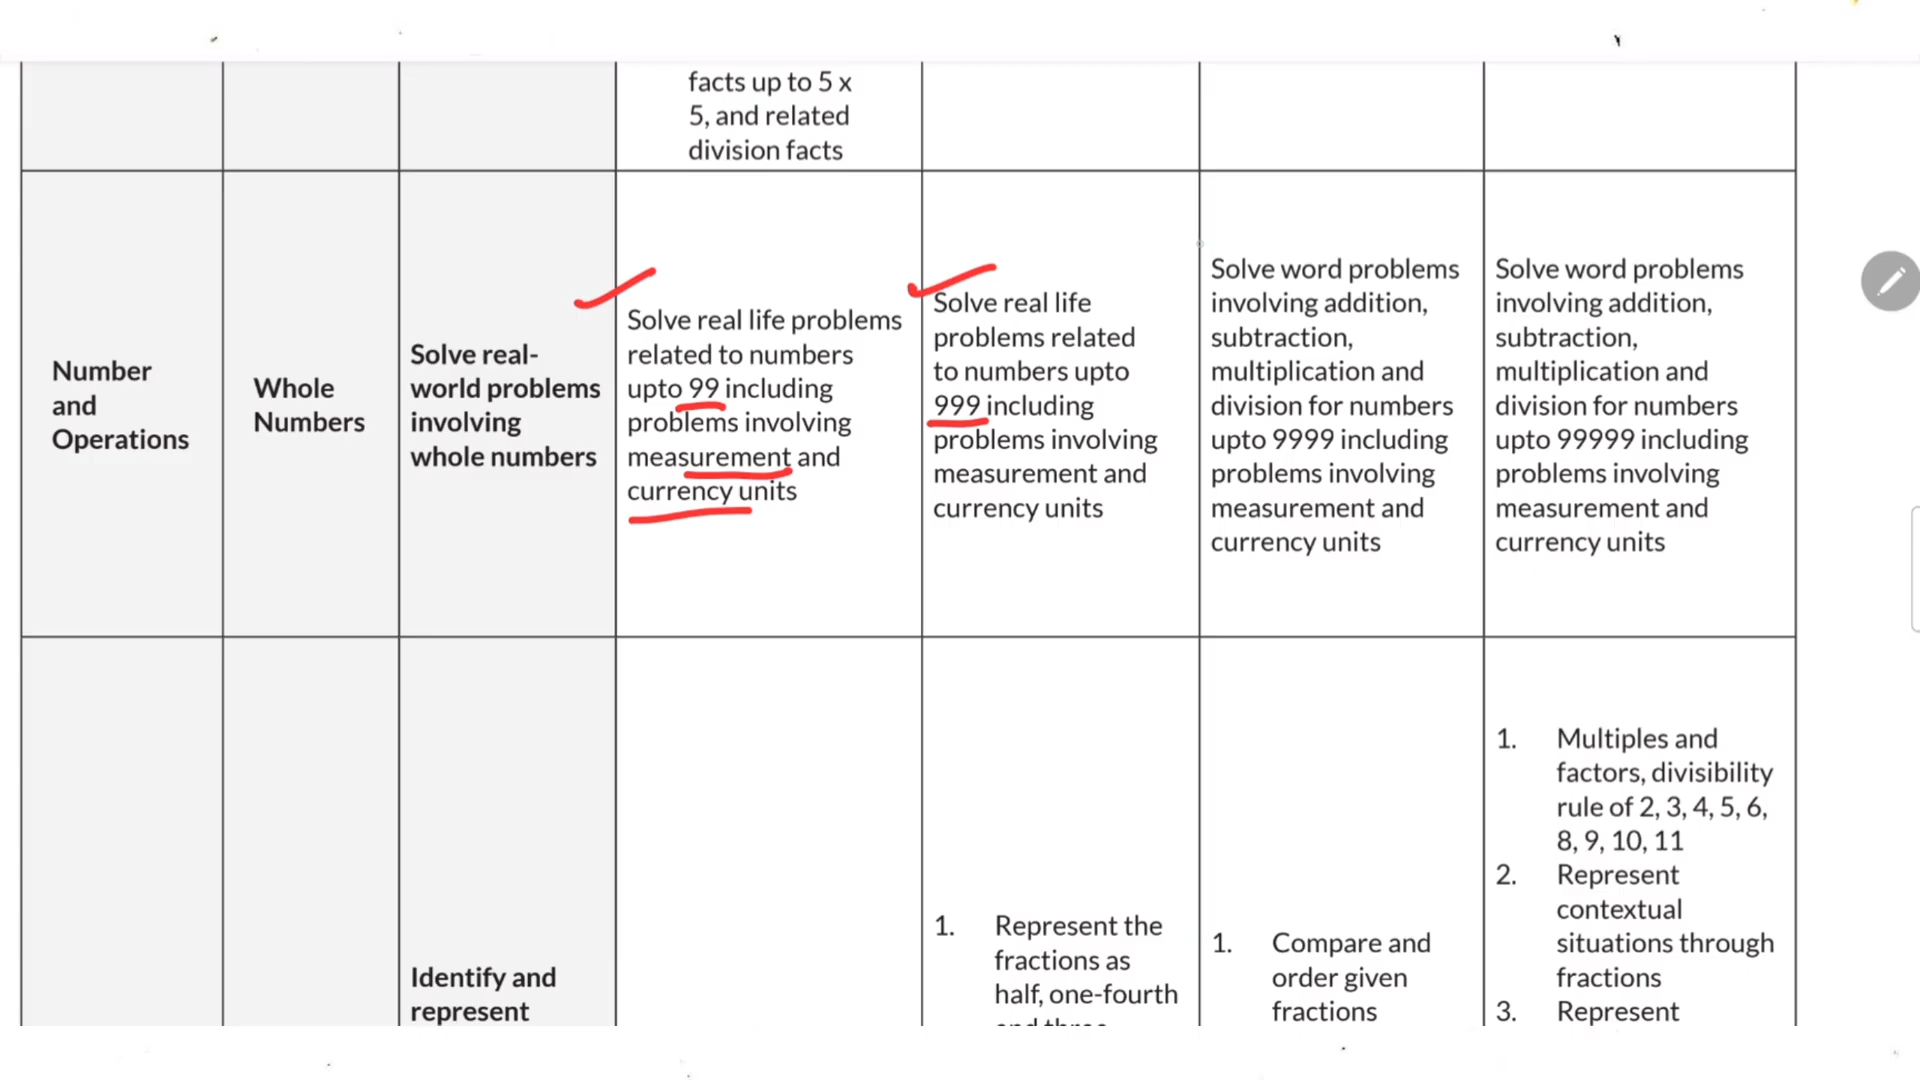 facts up to 5 x
5, and related
division facts
Number
and
Operations
Whole
Numbers
Solve real-
world problems
involving
whole numbers
Solve real life problems
related to numbers
upto 99 including
problems involving
measurement and
currency units
Solve real life
problems related
to numbers upto
999 including
problems involving
measurement and
currency units
Solve word problems
involving addition,
subtraction,
multiplication and
division for numbers
upto 9999 including
problems involving
measurement and
currency units
Solve word problems
involving addition,
subtraction,
multiplication and
division for numbers
upto 99999 including
problems involving
measurement and
currency units
Identify and
represent
1. Represent the
fractions as
half, one-fourth
1. Compare and
order given
fractions
1. Multiples and
factors, divisibility
rule of 2, 3, 4, 5, 6,
8, 9, 10, 11
2. Represent
contextual
situations through
fractions
3. Represent